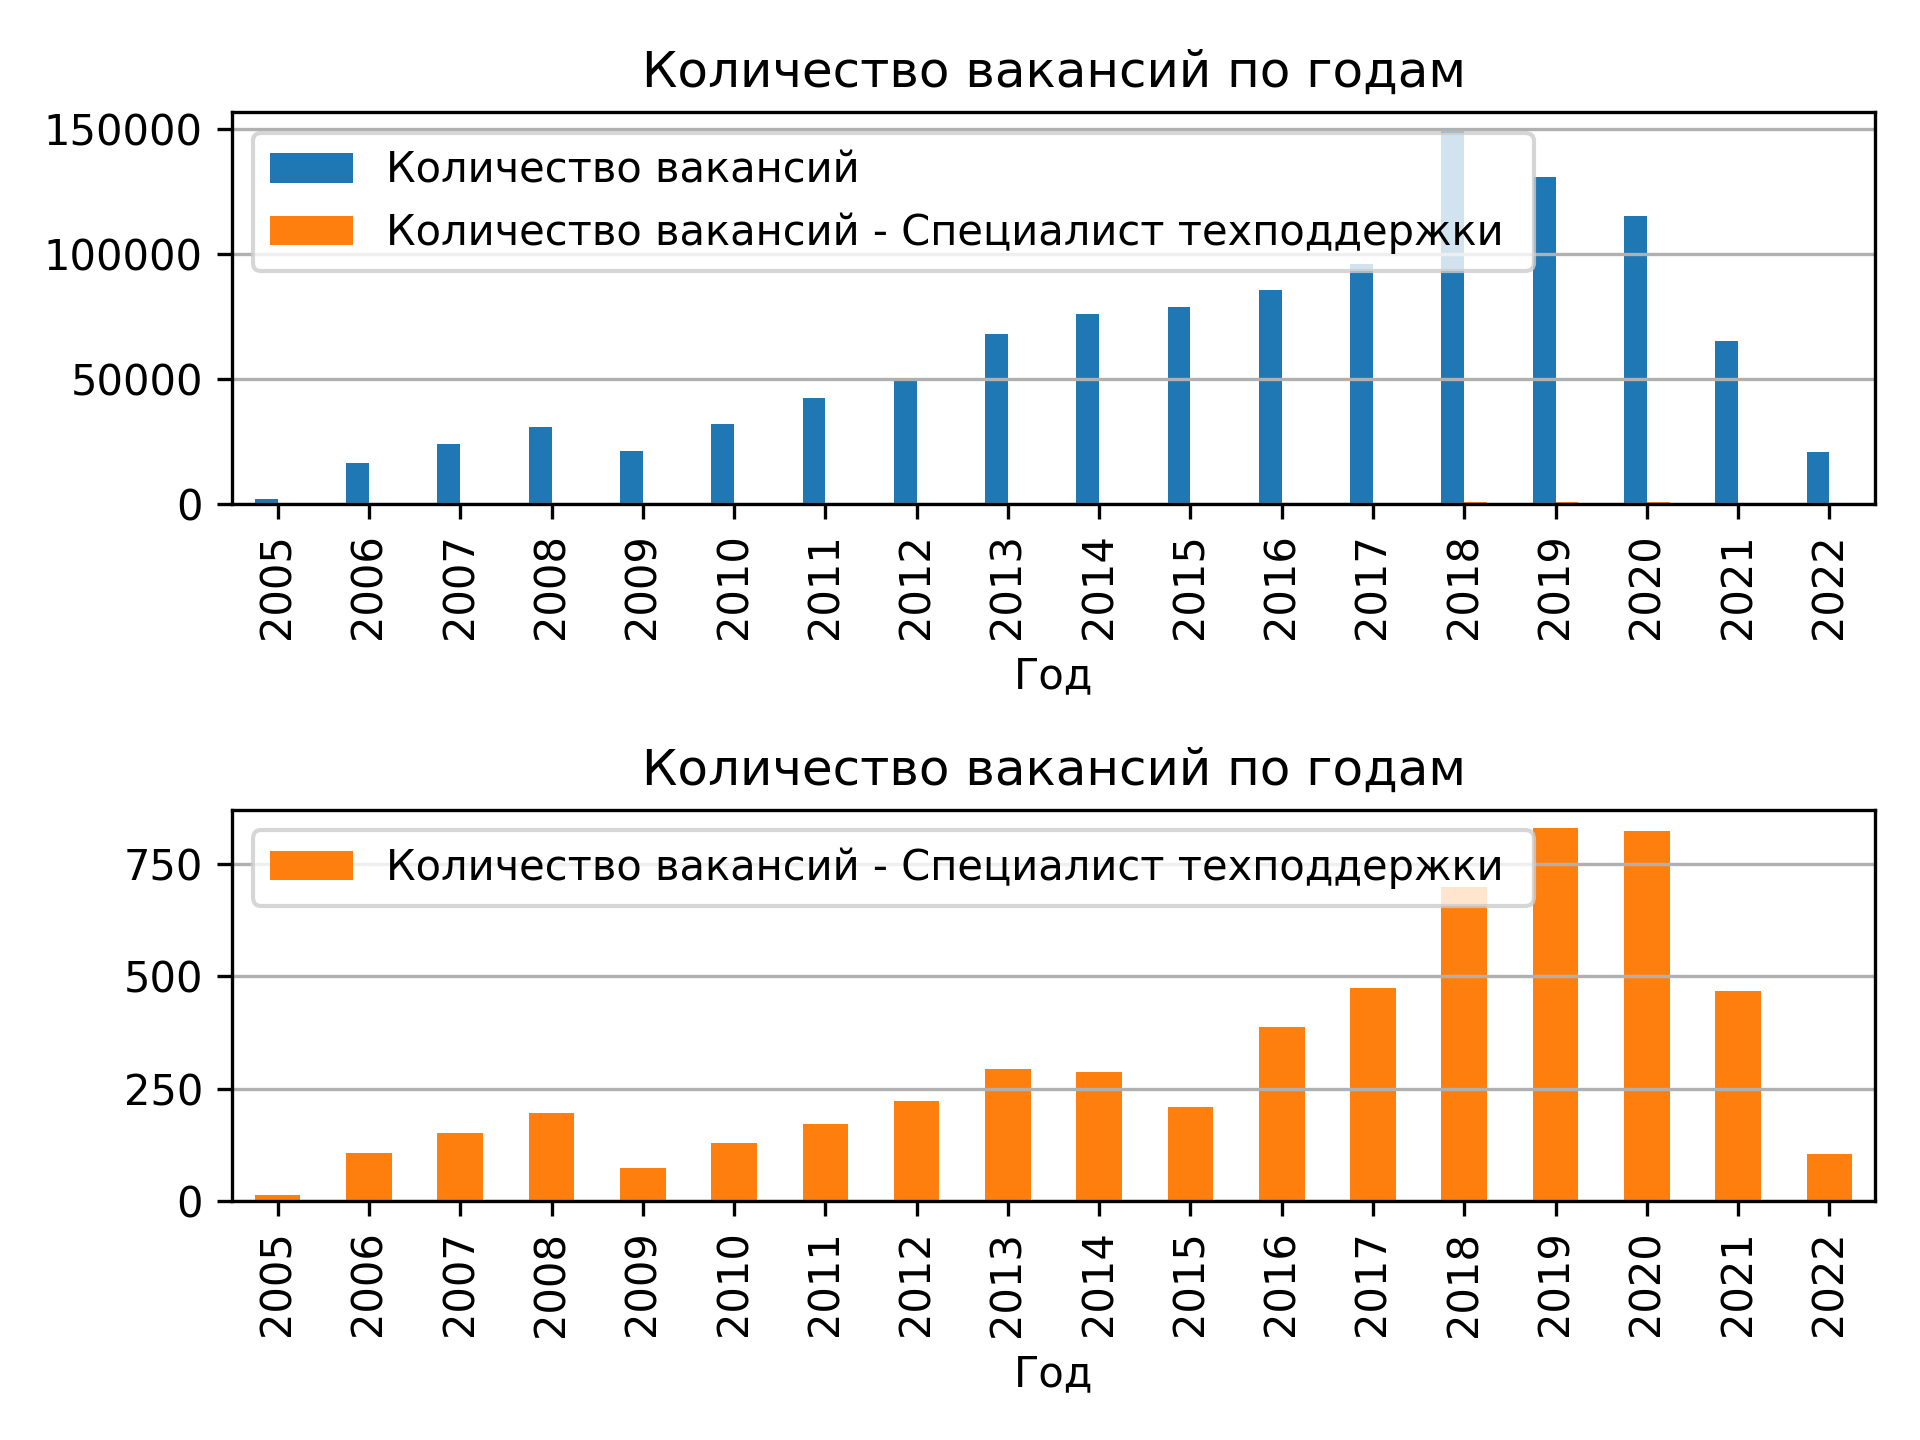 Количество вакансий по годам
150000
100000
50000
0
Количество вакансий
Количество вакансий - Специалист техподдержки
2005 2006 2007 2008 2009 2010 2011 2012 2013 2014 2015 2016 2017 2018 2019 2020 2021 2022
Год
Количество вакансий по годам
750
500
250
0
Количество вакансий - Специалист техподдержки
2005 2006 2007 2008 2009 2010 2011 2012 2013 2014 2015 2016 2017 2018 2019 2020 2021 2022
Год